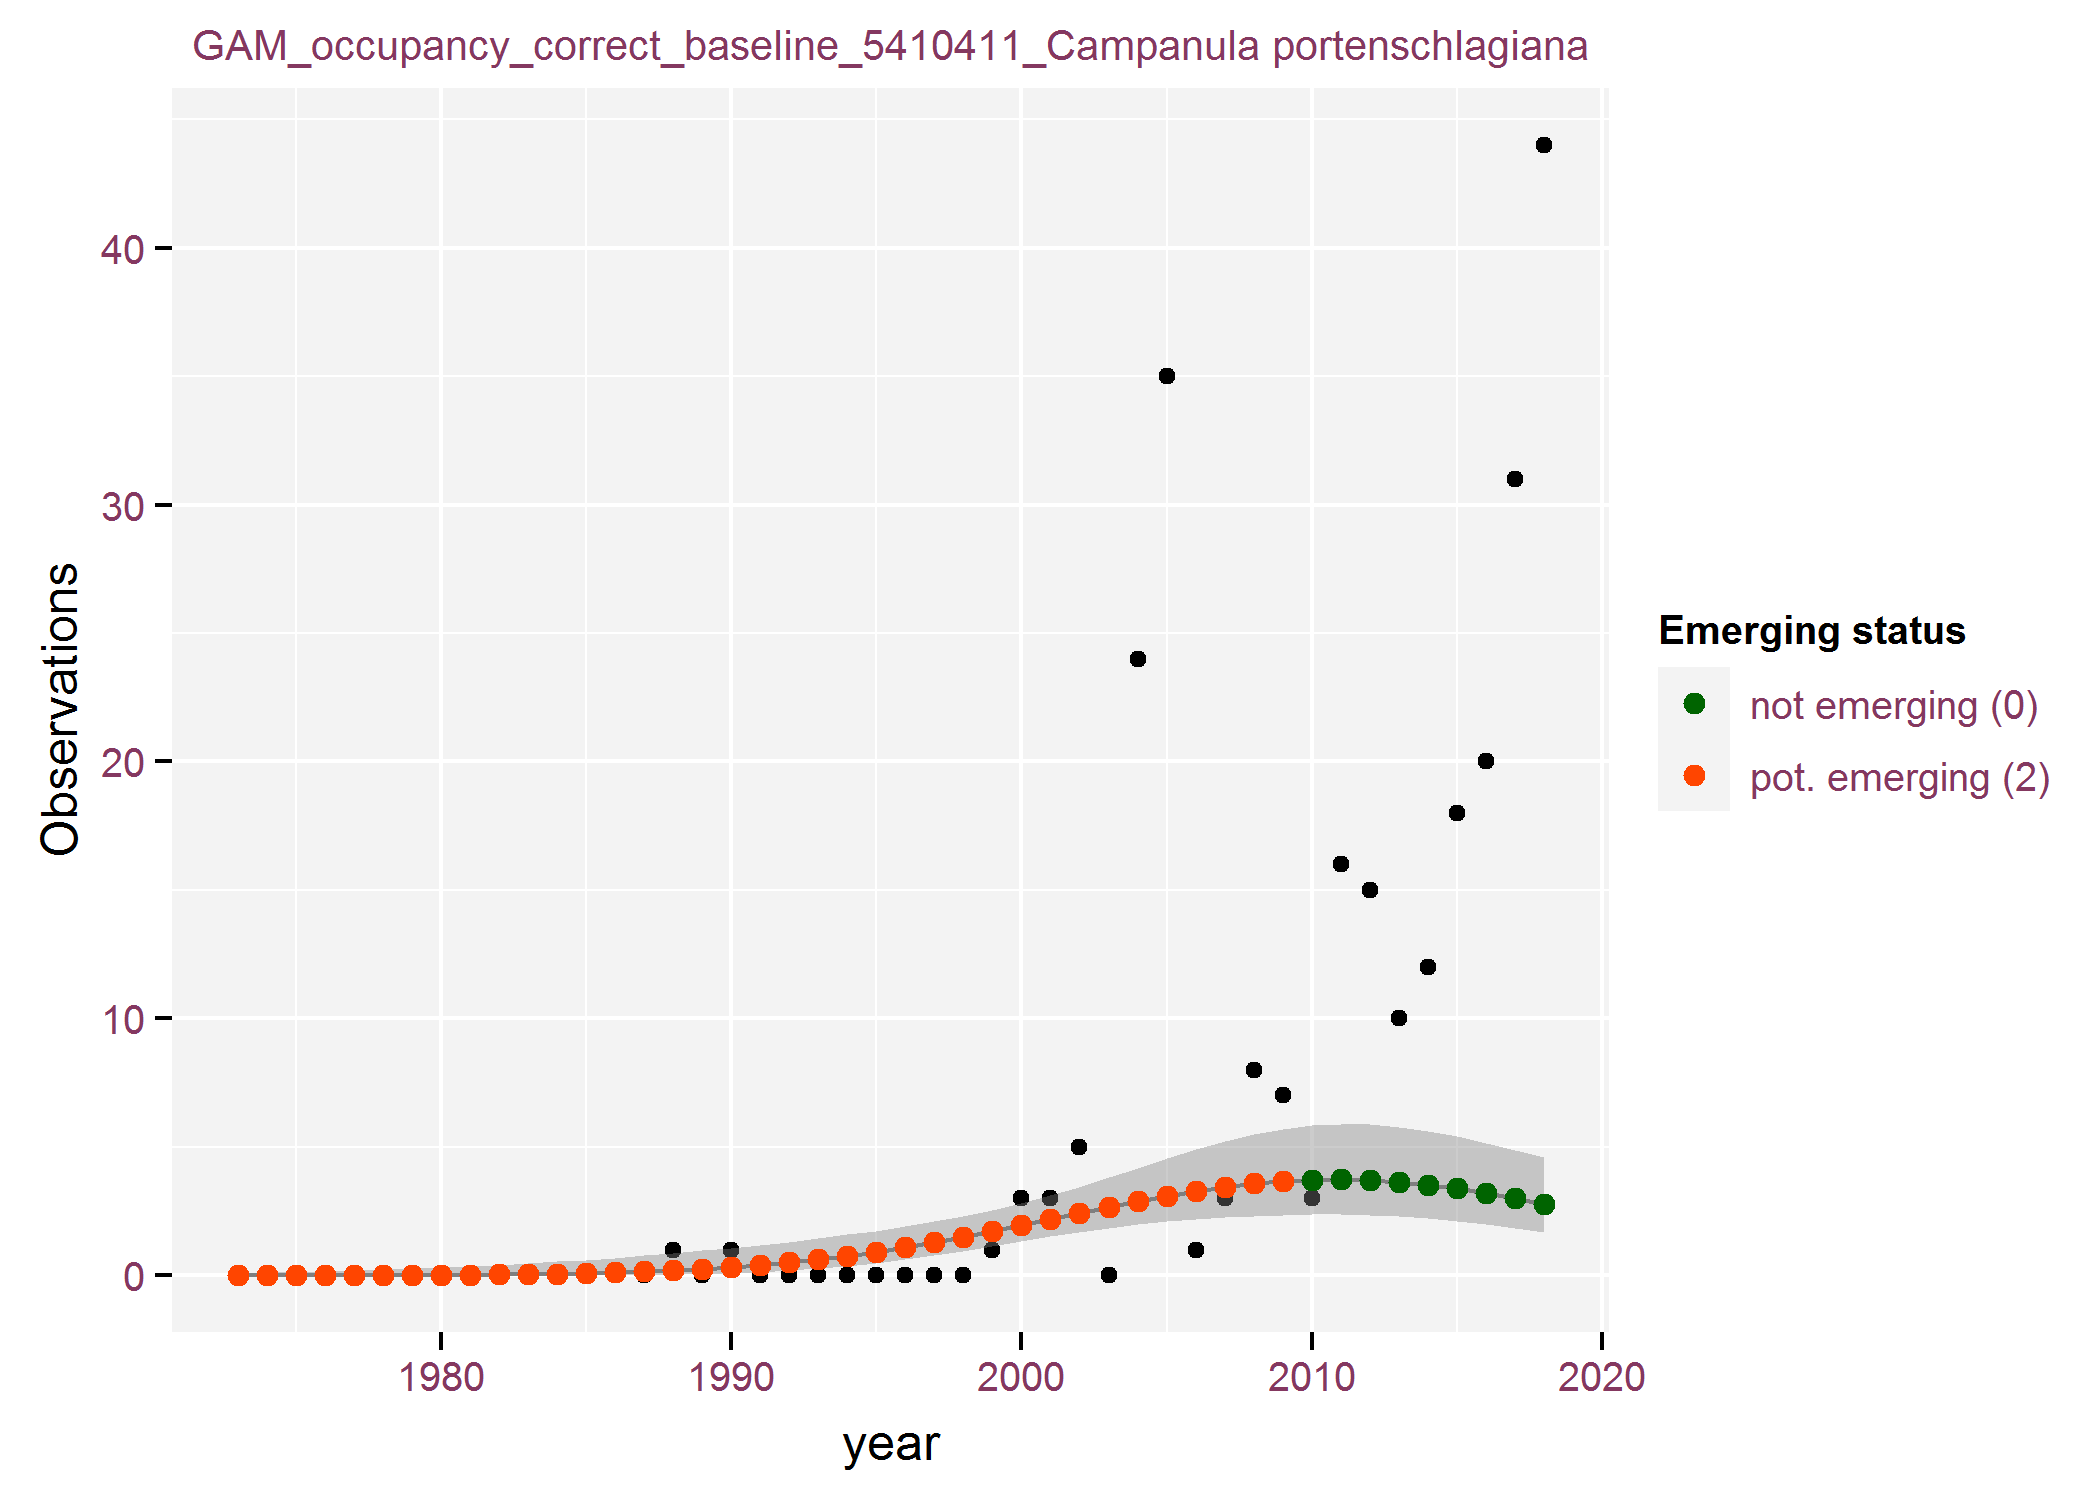 GAM_occupancy_correct_baseline_5410411_Campanula portenschlagiana
Observations
40
30
20
10
0
1980 1990 2000 2010 2020
year
Emerging status
not emerging (0)
pot. emerging (2)